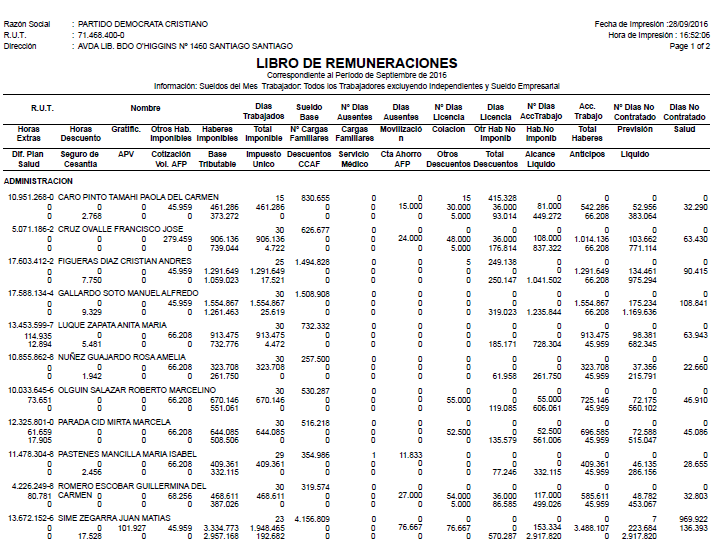 Razón Social : PARTIDO DEMOCRATA CRISTIANO Fecha de Impresión :28/09/2016
R.U.T. : 71.468.400-0 Hora de Impresión : 16:52:06
Dirección : AVDA LIB. BDO O'HIGGINS Nº 1460 SANTIAGO SANTIAGO Page 1 of 2
LIBRO DE REMUNERACIONES
Correspondiente al Período de Septiembre de 2016
Información: Sueldos del Mes Trabajador: Todos los Trabajadores excluyendo Independientes y Sueldo Empresarial
R.U.T. Nombre Dias Trabajados Sueldo Base Nº Dias Ausentes Dias Ausentes Nº Dias Licencia Dias Licencia Nº Dias AccTrabajo Acc. Trabajo Nº Dias No Contratado Dias No Contratado
Horas Extras Horas Descuento Gratific. Otros Hab. Imponibles Haberes Imponibles Total Imponible Nº Cargas Familiares Cargas Familiares Movilización Colacion Otr Hab No Imponib Hab.No Imponib Total Haberes Previsión Salud
Dif. Plan Salud Seguro de Cesantía APV Cotización Vol. AFP Base Tributable Impuesto Unico Descuentos CCAF Servicio Médico Cta Ahorro AFP Otros Descuentos Total Descuentos Alcance Líquido Anticipos Líquido
ADMINISTRACION
10.951.268-0 CARO PINTO TAMAHI PAOLA DEL CARMEN 15 830.655 0 0 15 415.328 0 0 0 0
0 0 0 45.959 461.286 461.286 0 0 15.000 30.000 36.000 81.000 542.286 52.956 32.290
0 2.768 0 0 373.272 0 0 0 0 5.000 93.014 449.272 66.208 383.064
5.071.186-2 CRUZ OVALLE FRANCISCO JOSE 30 626.677 0 0 0 0 0 0 0 0
0 0 0 279.459 906.136 906.136 0 0 24.000 48.000 36.000 108.000 1.014.136 103.662 63.430
0 0 0 0 739.044 4.722 0 0 0 5.000 176.814 837.322 66.208 771.114
17.603.412-2 FIGUERAS DIAZ CRISTIAN ANDRES 25 1.494.828 0 0 5 249.138 0 0 0 0
0 0 0 45.959 1.291.649 1.291.649 0 0 0 0 0 0 1.291.649 134.461 90.415
0 7.750 0 0 1.059.023 17.521 0 0 0 0 250.147 1.041.502 66.208 975.294
17.588.134-4 GALLARDO SOTO MANUEL ALFREDO 30 1.508.908 0 0 0 0 0 0 0 0
0 0 0 45.959 1.554.867 1.554.867 0 0 0 0 0 0 1.554.867 175.234 108.841
0 9.329 0 0 1.261.463 25.619 0 0 0 0 319.023 1.235.844 66.208 1.169.636
13.453.599-7 LUQUE ZAPATA ANITA MARIA 30 732.332 0 0 0 0 0 0 0 0
114.935 0 0 66.208 913.475 913.475 0 0 0 0 0 0 913.475 98.381 63.943
12.894 5.481 0 0 732.776 4.472 0 0 0 0 185.171 728.304 45.959 682.345
10.855.862-8 NUÑEZ GUAJARDO ROSA AMELIA 30 257.500 0 0 0 0 0 0 0 0
0 0 0 66.208 323.708 323.708 0 0 0 0 0 0 323.708 37.356 22.660
0 1.942 0 0 261.750 0 0 0 0 0 61.958 261.750 45.959 215.791
10.033.645-6 OLGUIN SALAZAR ROBERTO MARCELINO 30 530.287 0 0 0 0 0 0 0 0
73.651 0 0 66.208 670.146 670.146 0 0 0 55.000 0 55.000 725.146 72.175 46.910
0 0 0 0 551.061 0 0 0 0 0 119.085 606.061 45.959 560.102
12.325.801-0 PARADA CID MIRTA MARCELA 30 516.218 0 0 0 0 0 0 0 0
61.659 0 0 66.208 644.085 644.085 0 0 0 52.500 0 52.500 696.585 72.588 45.086
17.905 0 0 0 508.506 0 0 0 0 0 135.579 561.006 45.959 515.047
11.478.304-8 PASTENES MANCILLA MARIA ISABEL 29 354.986 1 11.833 0 0 0 0 0 0
0 0 0 66.208 409.361 409.361 0 0 0 0 0 0 409.361 46.135 28.655
0 2.456 0 0 332.115 0 0 0 0 0 77.246 332.115 45.959 286.156
4.226.249-8 ROMERO ESCOBAR GUILLERMINA DEL 30 319.574 0 0 0 0 0 0 0 0
80.781 CARMEN 0 0 68.256 468.611 468.611 0 0 27.000 54.000 36.000 117.000 585.611 48.782 32.803
0 0 0 0 387.026 0 0 0 0 5.000 86.585 499.026 45.959 453.067
13.672.152-6 SIME ZEGARRA JUAN MATIAS 23 4.156.809 0 0 0 0 0 0 7 969.922
0 0 101.927 45.959 3.334.773 1.948.465 0 0 76.667 76.667 0 153.334 3.488.107 223.684 136.393
0 17.528 0 0 2.957.168 192.682 0 0 0 0 570.287 2.917.820 0 2.917.820